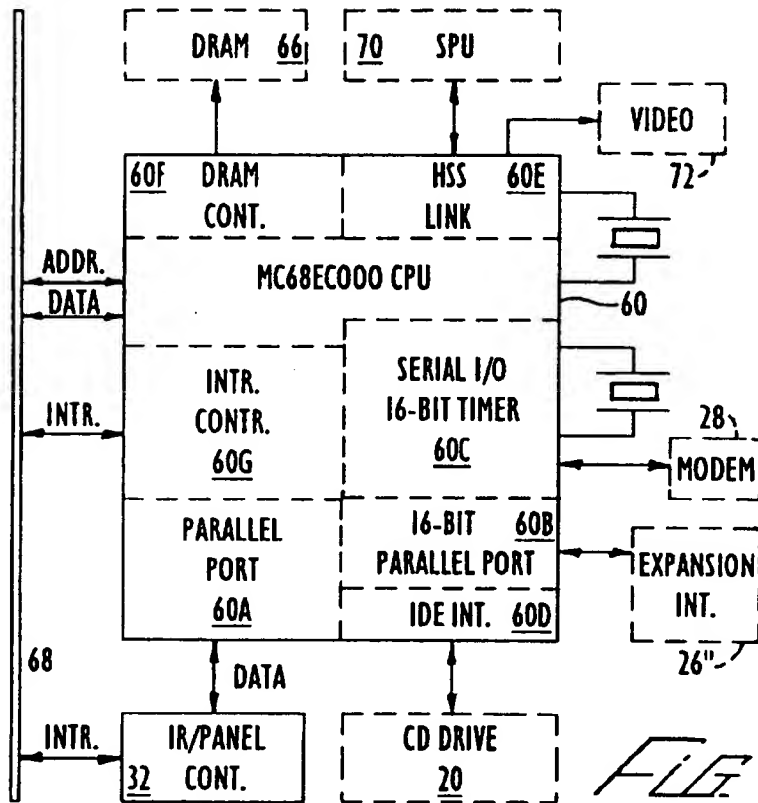 DRAM 66
70 SPU
VIDEO
72
60F DRAM CONT.
HSS LINK 60E
ADDR.
DATA
MC68EC000 CPU
60
INTR.
INTR. CONTR. 60G
SERIAL I/O
16-BIT TIMER
60C
28
MODEM
PARALLEL PORT 60A
16-BIT 60B
PARALLEL PORT
EXPANSION INT.
26"
IDE INT. 60D
68
DATA
INTR.
IR/PANEL
32 CONT.
CD DRIVE
20
FIG